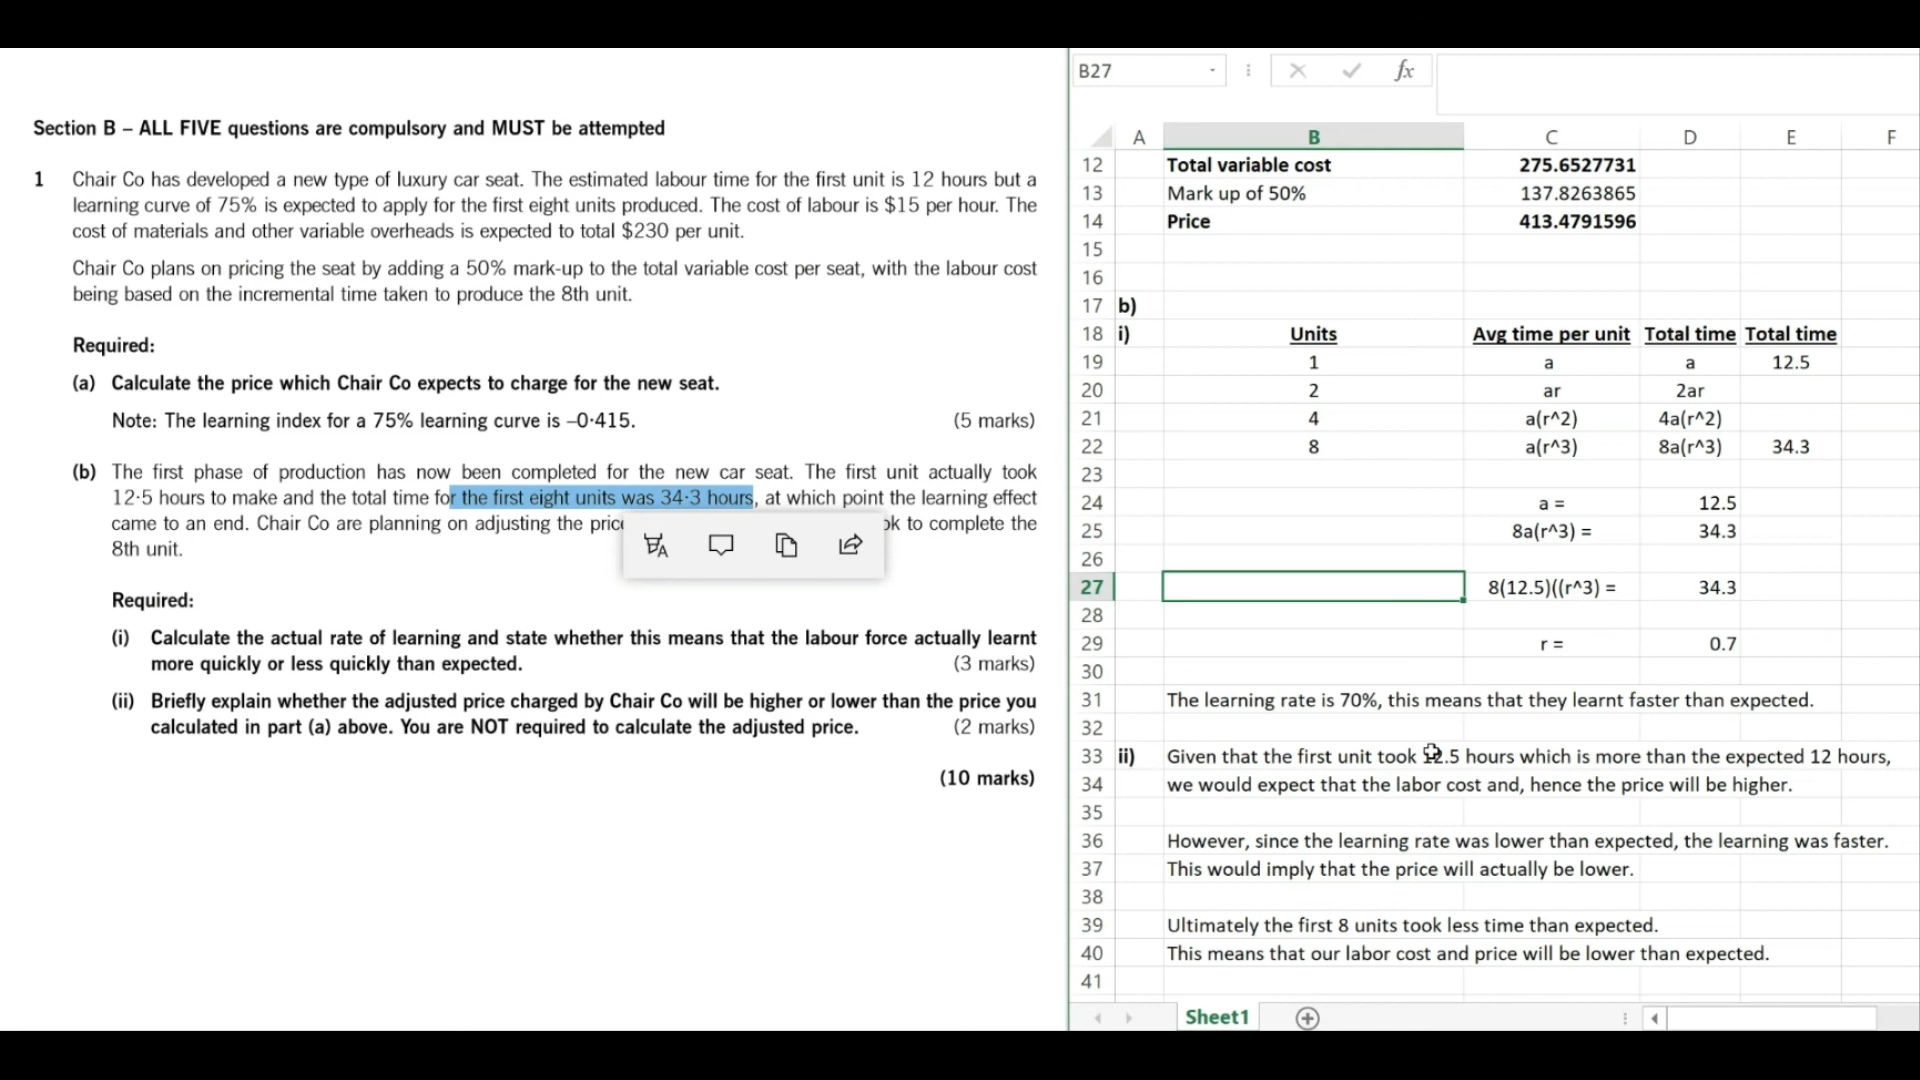 Section B – ALL FIVE questions are compulsory and MUST be attempted
1 Chair Co has developed a new type of luxury car seat. The estimated labour time for the first unit is 12 hours but a
learning curve of 75% is expected to apply for the first eight units produced. The cost of labour is $15 per hour. The
cost of materials and other variable overheads is expected to total $230 per unit.
Chair Co plans on pricing the seat by adding a 50% mark-up to the total variable cost per seat, with the labour cost
being based on the incremental time taken to produce the 8th unit.
Required:
(a) Calculate the price which Chair Co expects to charge for the new seat.
Note: The learning index for a 75% learning curve is –0·415. (5 marks)
(b) The first phase of production has now been completed for the new car seat. The first unit actually took
12·5 hours to make and the total time for the first eight units was 34·3 hours, at which point the learning effect
came to an end. Chair Co are planning on adjusting the pric ok to complete the
8th unit.
Required:
(i) Calculate the actual rate of learning and state whether this means that the labour force actually learnt
more quickly or less quickly than expected. (3 marks)
(ii) Briefly explain whether the adjusted price charged by Chair Co will be higher or lower than the price you
calculated in part (a) above. You are NOT required to calculate the adjusted price. (2 marks)
(10 marks)
B27 fx
A B C D E F
12 Total variable cost 275.6527731
13 Mark up of 50% 137.8263865
14 Price 413.4791596
15
16
17 b)
18 i) Units Avg time per unit Total time Total time
19 1 a a 12.5
20 2 ar 2ar
21 4 a(r^2) 4a(r^2)
22 8 a(r^3) 8a(r^3) 34.3
23
24 a = 12.5
25 8a(r^3) = 34.3
26
27 8(12.5)((r^3) = 34.3
28
29 r = 0.7
30
31 The learning rate is 70%, this means that they learnt faster than expected.
32
33 ii) Given that the first unit took 12.5 hours which is more than the expected 12 hours,
34 we would expect that the labor cost and, hence the price will be higher.
35
36 However, since the learning rate was lower than expected, the learning was faster.
37 This would imply that the price will actually be lower.
38
39 Ultimately the first 8 units took less time than expected.
40 This means that our labor cost and price will be lower than expected.
41
Sheet1